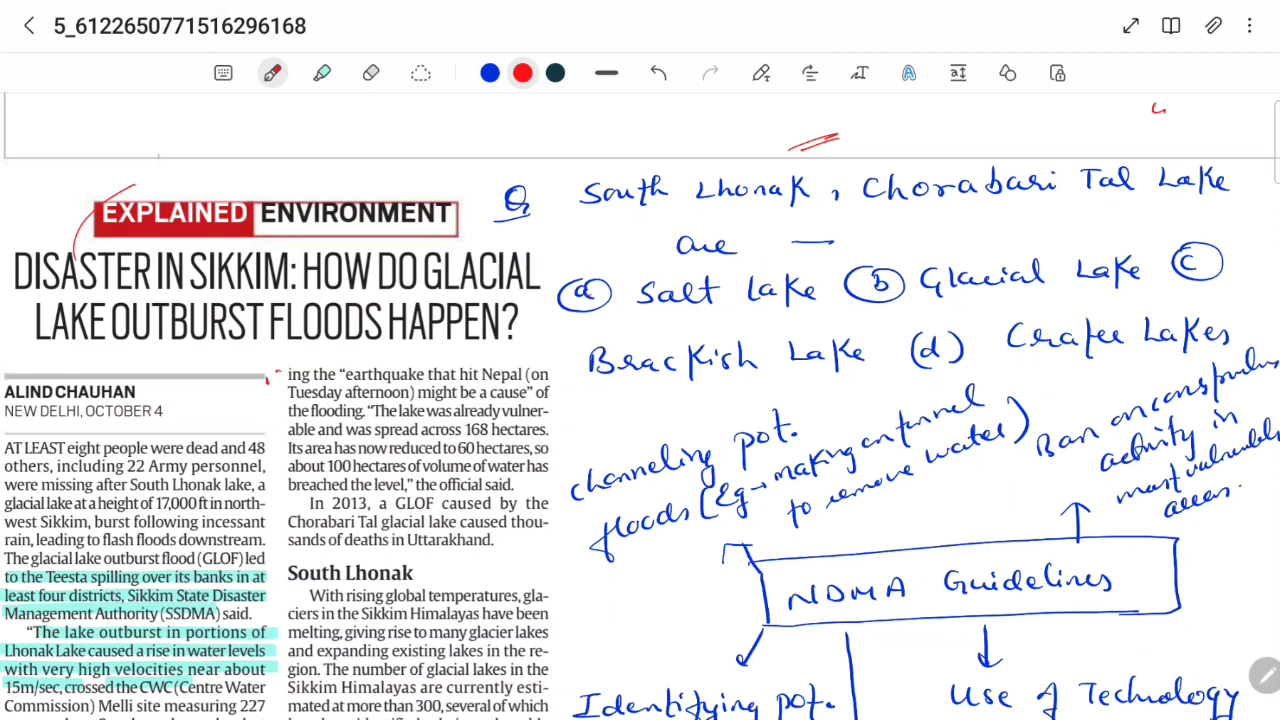 5_6122650771516296168
EXPLAINED ENVIRONMENT
DISASTER IN SIKKIM: HOW DO GLACIAL
LAKE OUTBURST FLOODS HAPPEN?
ALIND CHAUHAN
NEW DELHI, OCTOBER 4
AT LEAST eight people were dead and 48
others, including 22 Army personnel,
were missing after South Lhonak lake, a
glacial lake at a height of 17,000 ft in north-
west Sikkim, burst following incessant
rain, leading to flash floods downstream.
The glacial lake outburst flood (GLOF) led
to the Teesta spilling over its banks in at
least four districts, Sikkim State Disaster
Management Authority (SSDMA) said.
"The lake outburst in portions of
Lhonak Lake caused a rise in water levels
with very high velocities near about
15m/sec, crossed the CWC (Centre Water
Commission) Melli site measuring 227
ing the "earthquake that hit Nepal (on
Tuesday afternoon) might be a cause" of
the flooding. "The lake was already vulner-
able and was spread across 168 hectares.
Its area has now reduced to 60 hectares, so
about 100 hectares of volume of water has
breached the level," the official said.
In 2013, a GLOF caused by the
Chorabari Tal glacial lake caused thou-
sands of deaths in Uttarakhand.
South Lhonak
With rising global temperatures, gla-
ciers in the Sikkim Himalayas have been
melting, giving rise to many glacier lakes
and expanding existing lakes in the re-
gion. The number of glacial lakes in the
Sikkim Himalayas are currently esti-
mated at more than 300, several of which
Q South Lhonak, Chorabari Tal Lake
are —
(a) Salt Lake (b) Glacial Lake (c)
Brackish Lake (d) Crater Lakes
channeling pot.
floods (Eg → making on tunnel
to remove water)
Ban on construction
activity in
most vulnerable
areas.
NDMA Guidelines
Identifying pot.
Use of Technology